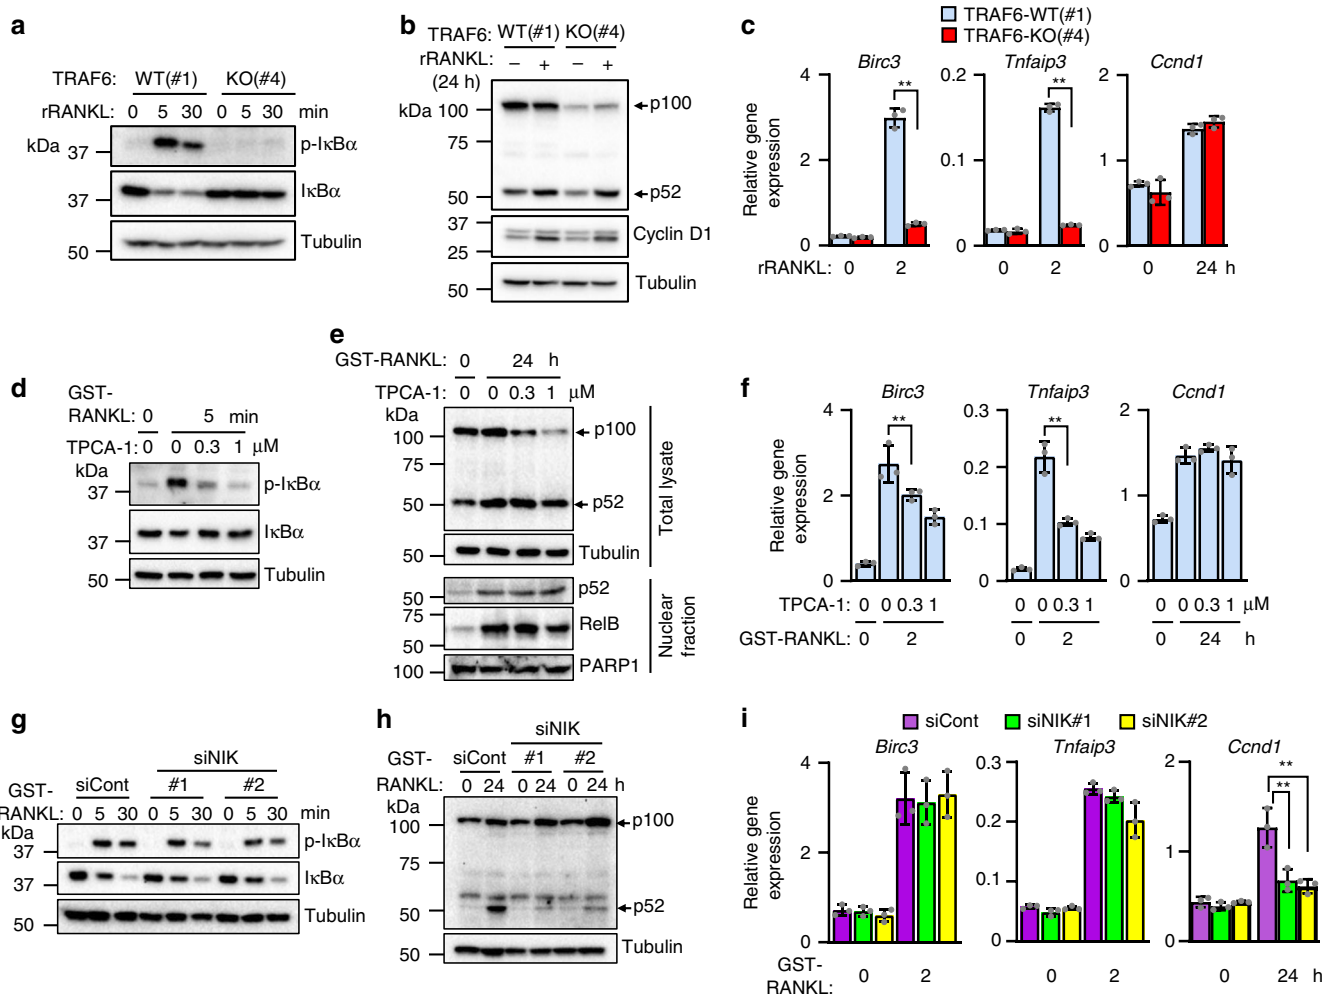 a
TRAF6: WT(#1) KO(#4)
rRANKL: 0 5 30 0 5 30 min
kDa 37 p-IκBα
37 IκBα
50 Tubulin
b
TRAF6: WT(#1) KO(#4)
rRANKL: (24 h) – + – +
kDa 100 p100
75
50 p52
37 Cyclin D1
25
50 Tubulin
c
TRAF6-WT(#1)
TRAF6-KO(#4)
Birc3 Tnfaip3 Ccnd1
Relative gene expression
4 2 0
0.2 0.1 0
2 1 0
**
**
rRANKL: 0 2 0 2 0 24 h
d
GST-
RANKL: 0 5 min
TPCA-1: 0 0 0.3 1 μM
kDa
37 p-IκBα
37 IκBα
50 Tubulin
e
GST-RANKL: 0 24 h
TPCA-1: 0 0 0.3 1 μM
kDa
100 p100
75
50 p52
50 Tubulin
Total lysate
50 p52
75 RelB
50
100 PARP1
Nuclear fraction
f
Birc3 Tnfaip3 Ccnd1
Relative gene expression
4 2 0
0.3 0.2 0.1 0
2 1 0
**
**
TPCA-1: 0 0 0.3 1 0 0 0.3 1 0 0 0.3 1 μM
GST-RANKL: 0 2 0 2 0 24 h
g
siNIK
siCont #1 #2
GST-
RANKL: 0 5 30 0 5 30 0 5 30 min
kDa
37 p-IκBα
37 IκBα
50 Tubulin
h
siNIK
GST- siCont #1 #2
RANKL: 0 24 0 24 0 24 h
kDa
100 p100
75
50 p52
50 Tubulin
i
siCont siNIK#1 siNIK#2
Birc3 Tnfaip3 Ccnd1
Relative gene expression
4 2 0
0.3 0.2 0.1 0
2 1 0
**
**
GST-
RANKL: 0 2 0 2 0 24 h